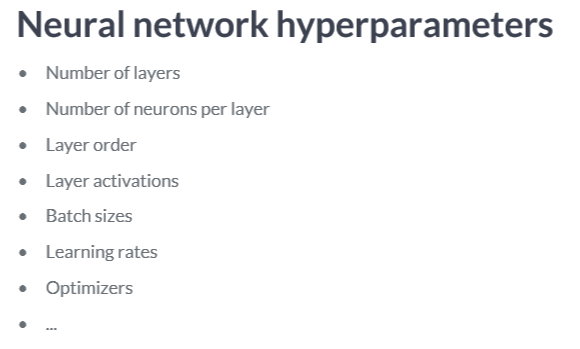 Neural network hyperparameters
• Number of layers
• Number of neurons per layer
• Layer order
• Layer activations
• Batch sizes
• Learning rates
• Optimizers
• ...